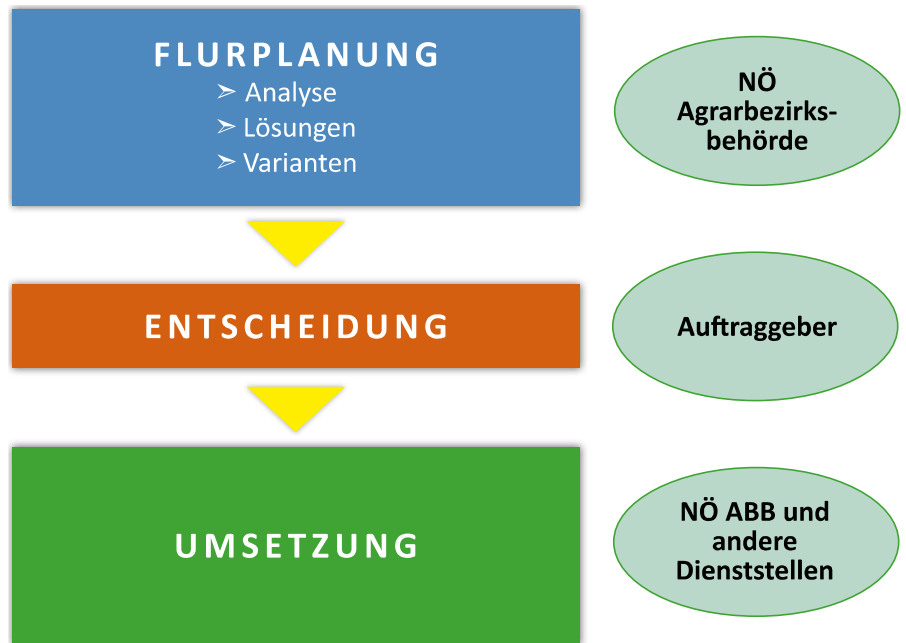 FLURPLANUNG
➢ Analyse
➢ Lösungen
➢ Varianten
NÖ
Agrarbezirks-
behörde
ENTSCHEIDUNG
Auftraggeber
UMSETZUNG
NÖ ABB und
andere
Dienststellen